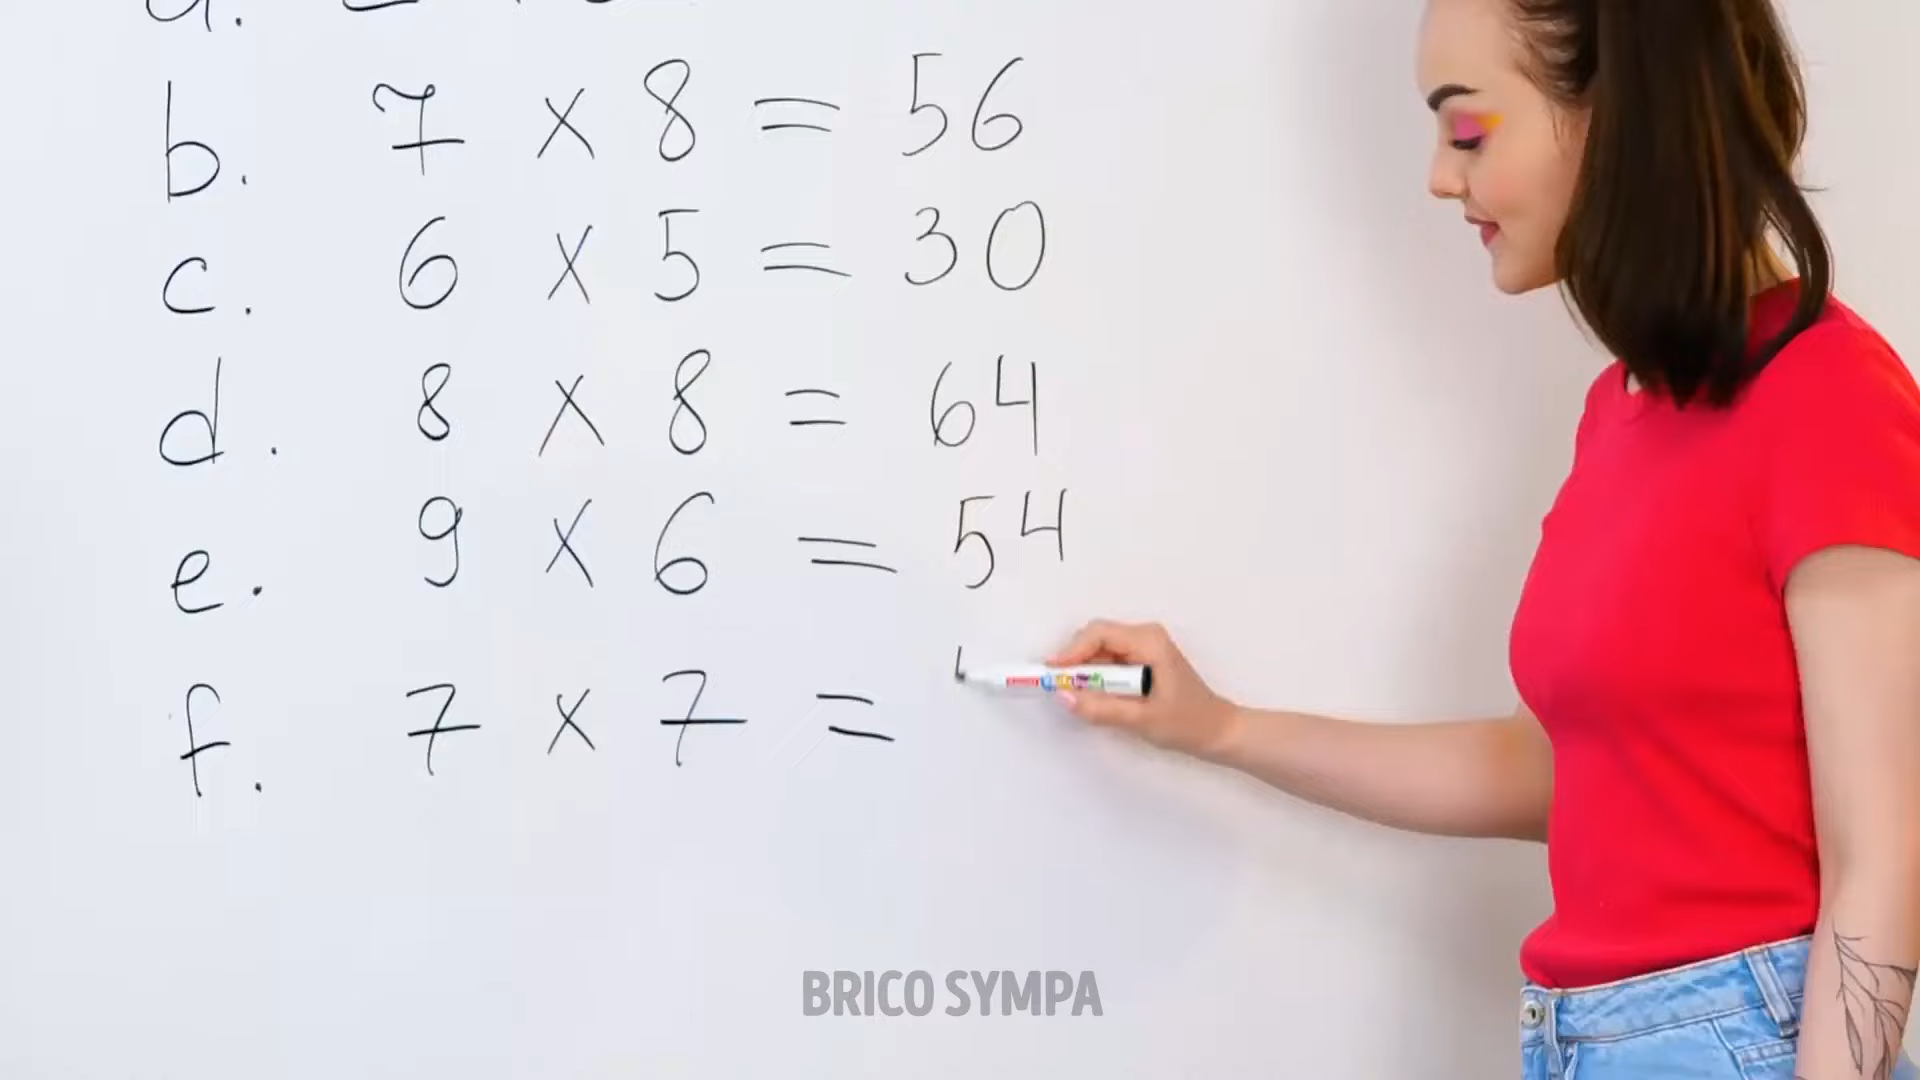 b. 7 x 8 = 56
c. 6 x 5 = 30
d. 8 x 8 = 64
e. 9 x 6 = 54
f. 7 x 7 =
BRICO SYMPA